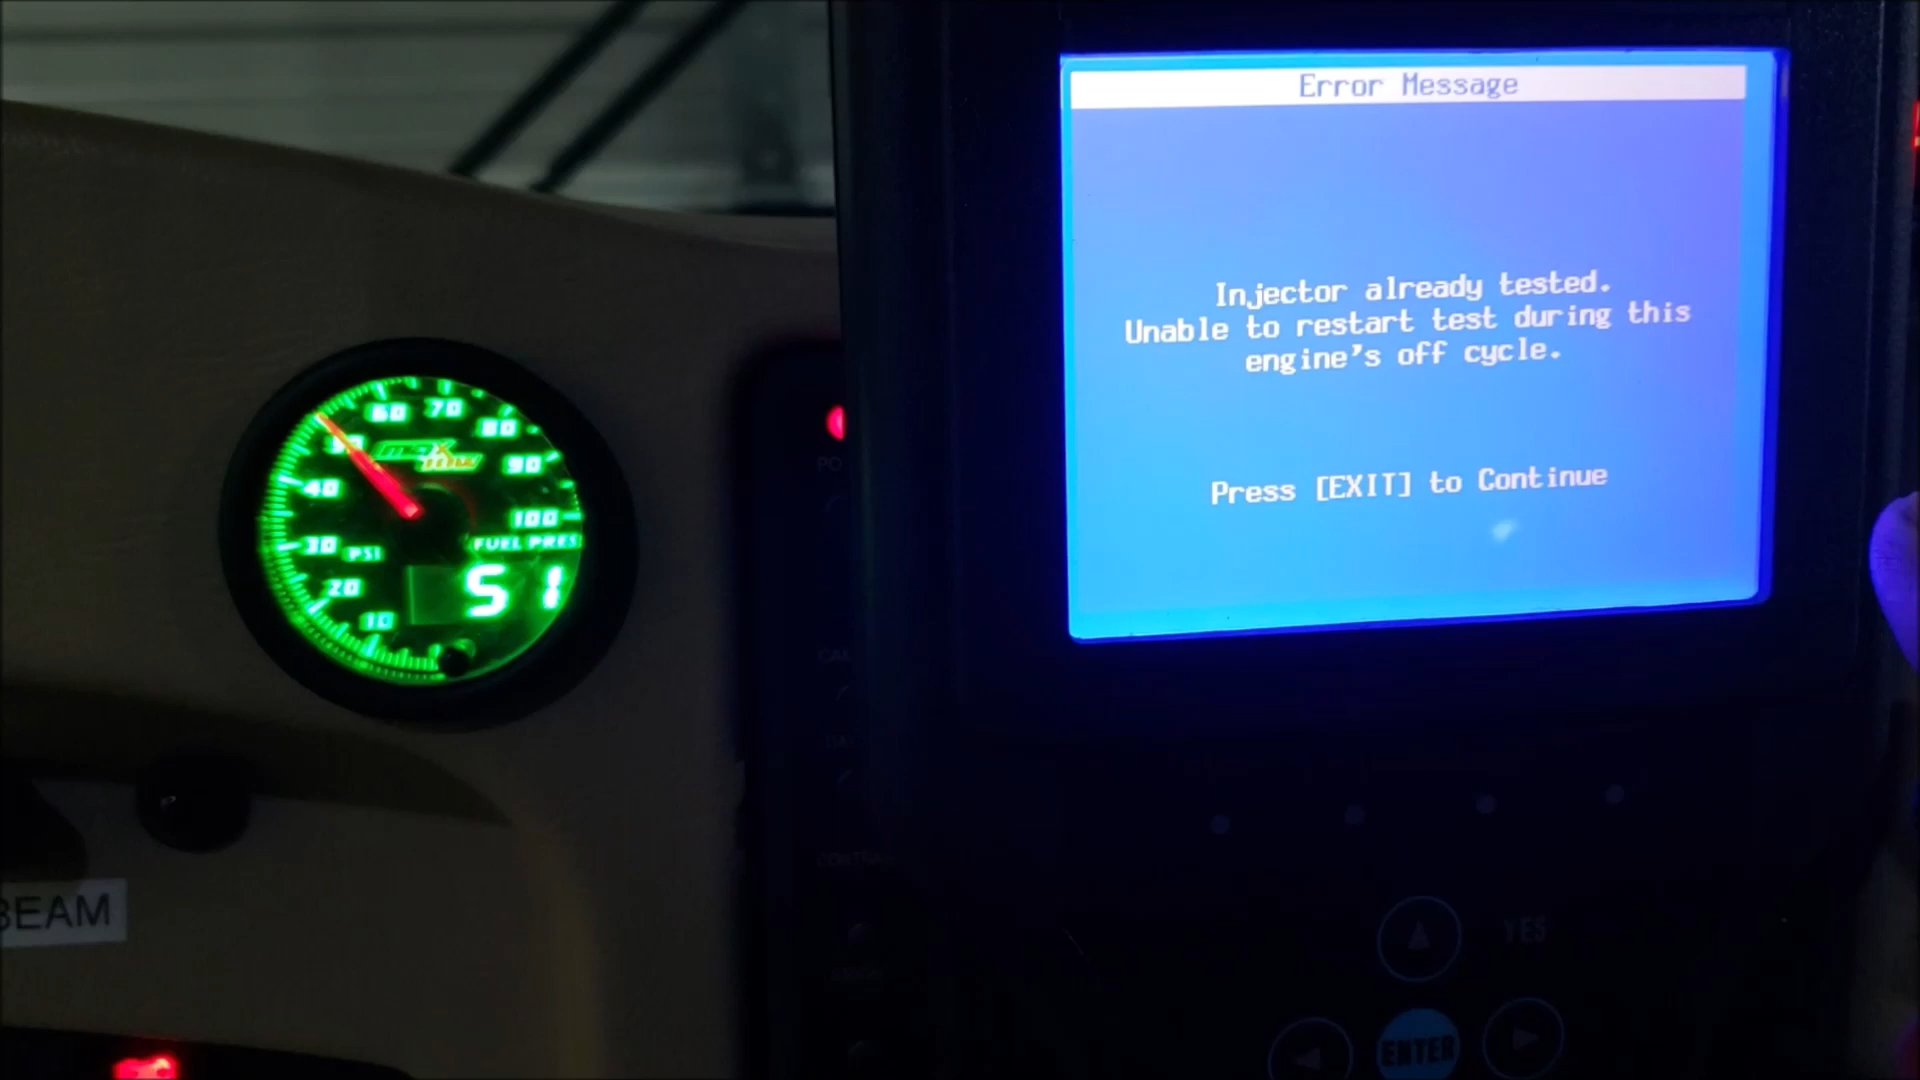 Error Message
Injector already tested.
Unable to restart test during this
engine's off cycle.
Press [EXIT] to Continue
60 70
80
90
40
100
FUEL PRES
30 PSI
20
51
10
BEAM
YES
ENTER